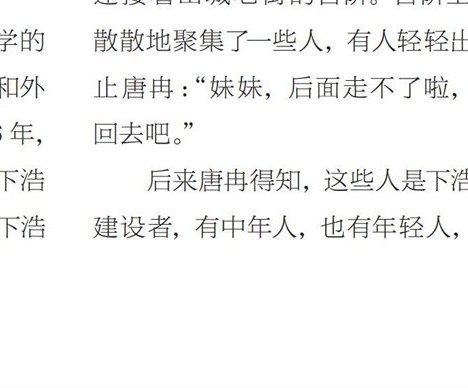 学的
和外
年，
下浩
下浩
散散地聚集了一些人，有人轻轻出
止唐冉：“妹妹，后面走不了啦，
回去吧。”
后来唐冉得知，这些人是下浩
建设者，有中年人，也有年轻人，